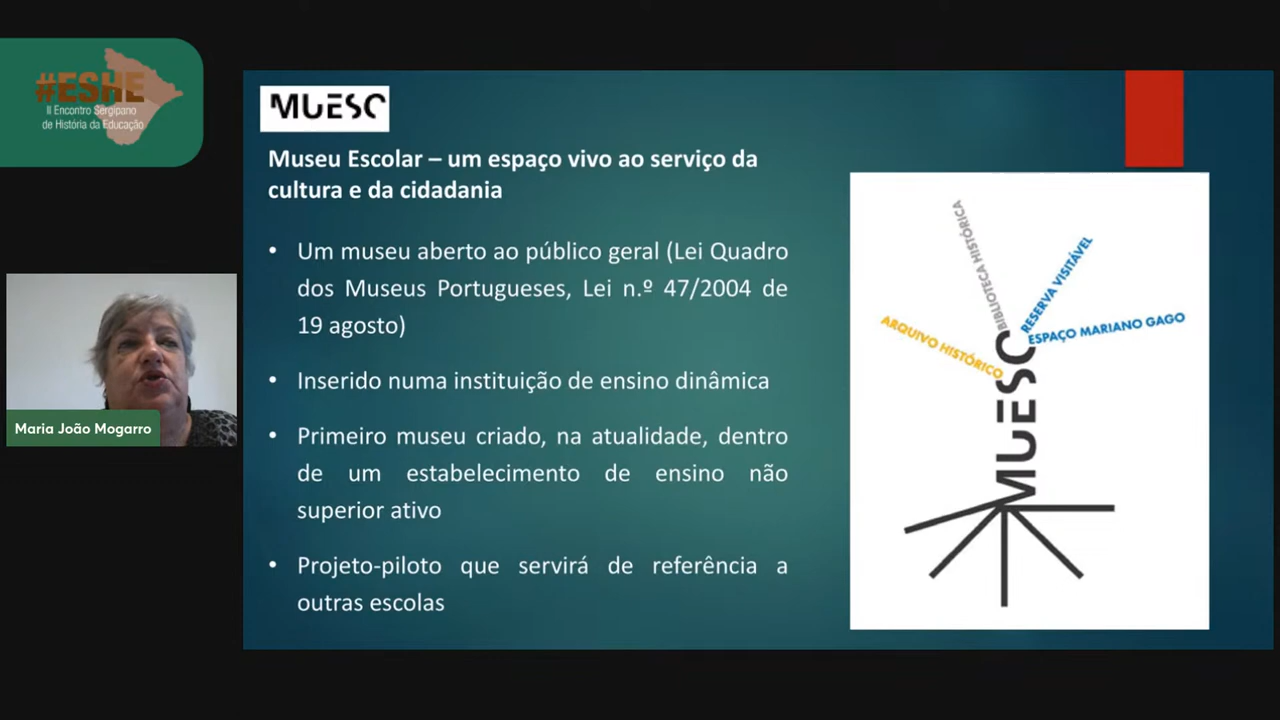 #ESHE
II Encontro Sergipano
de História da Educação
Maria João Mogarro
MUESC
Museu Escolar – um espaço vivo ao serviço da
cultura e da cidadania
• Um museu aberto ao público geral (Lei Quadro
dos Museus Portugueses, Lei n.º 47/2004 de
19 agosto)
• Inserido numa instituição de ensino dinâmica
• Primeiro museu criado, na atualidade, dentro
de um estabelecimento de ensino não
superior ativo
• Projeto-piloto que servirá de referência a
outras escolas
ARQUIVO HISTÓRICO
BIBLIOTECA HISTÓRICA
RESERVA VISITÁVEL
ESPAÇO MARIANO GAGO
MUESC